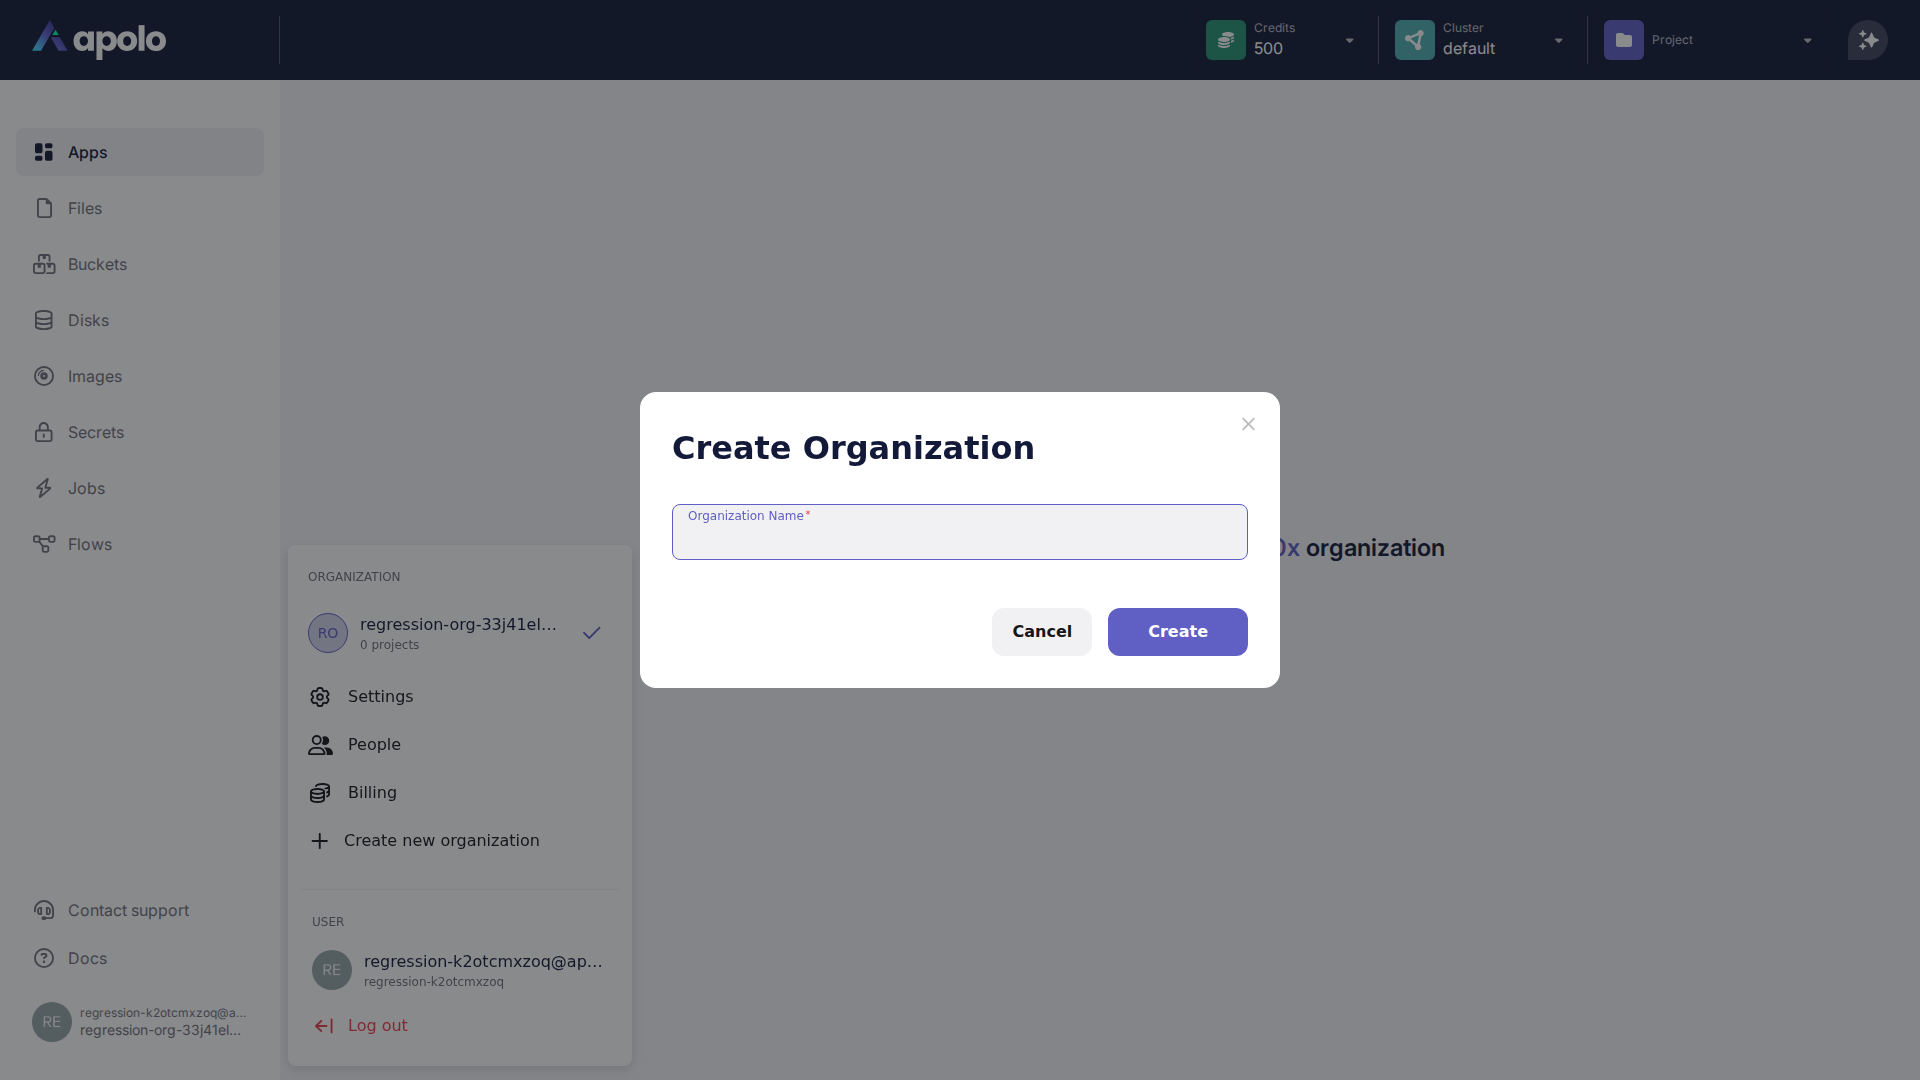 apolo
Credits
500
Cluster
default
Project
Apps
Files
Buckets
Disks
Images
Secrets
Jobs
Flows
Contact support
Docs
RE
regression-k2otcmxzoq@a...
regression-org-33j41el...
ORGANIZATION
RO
regression-org-33j41el...
0 projects
Settings
People
Billing
Create new organization
USER
RE
regression-k2otcmxzoq@ap...
regression-k2otcmxzoq
Log out
Create Organization
Organization Name*
Cancel
Create
organization